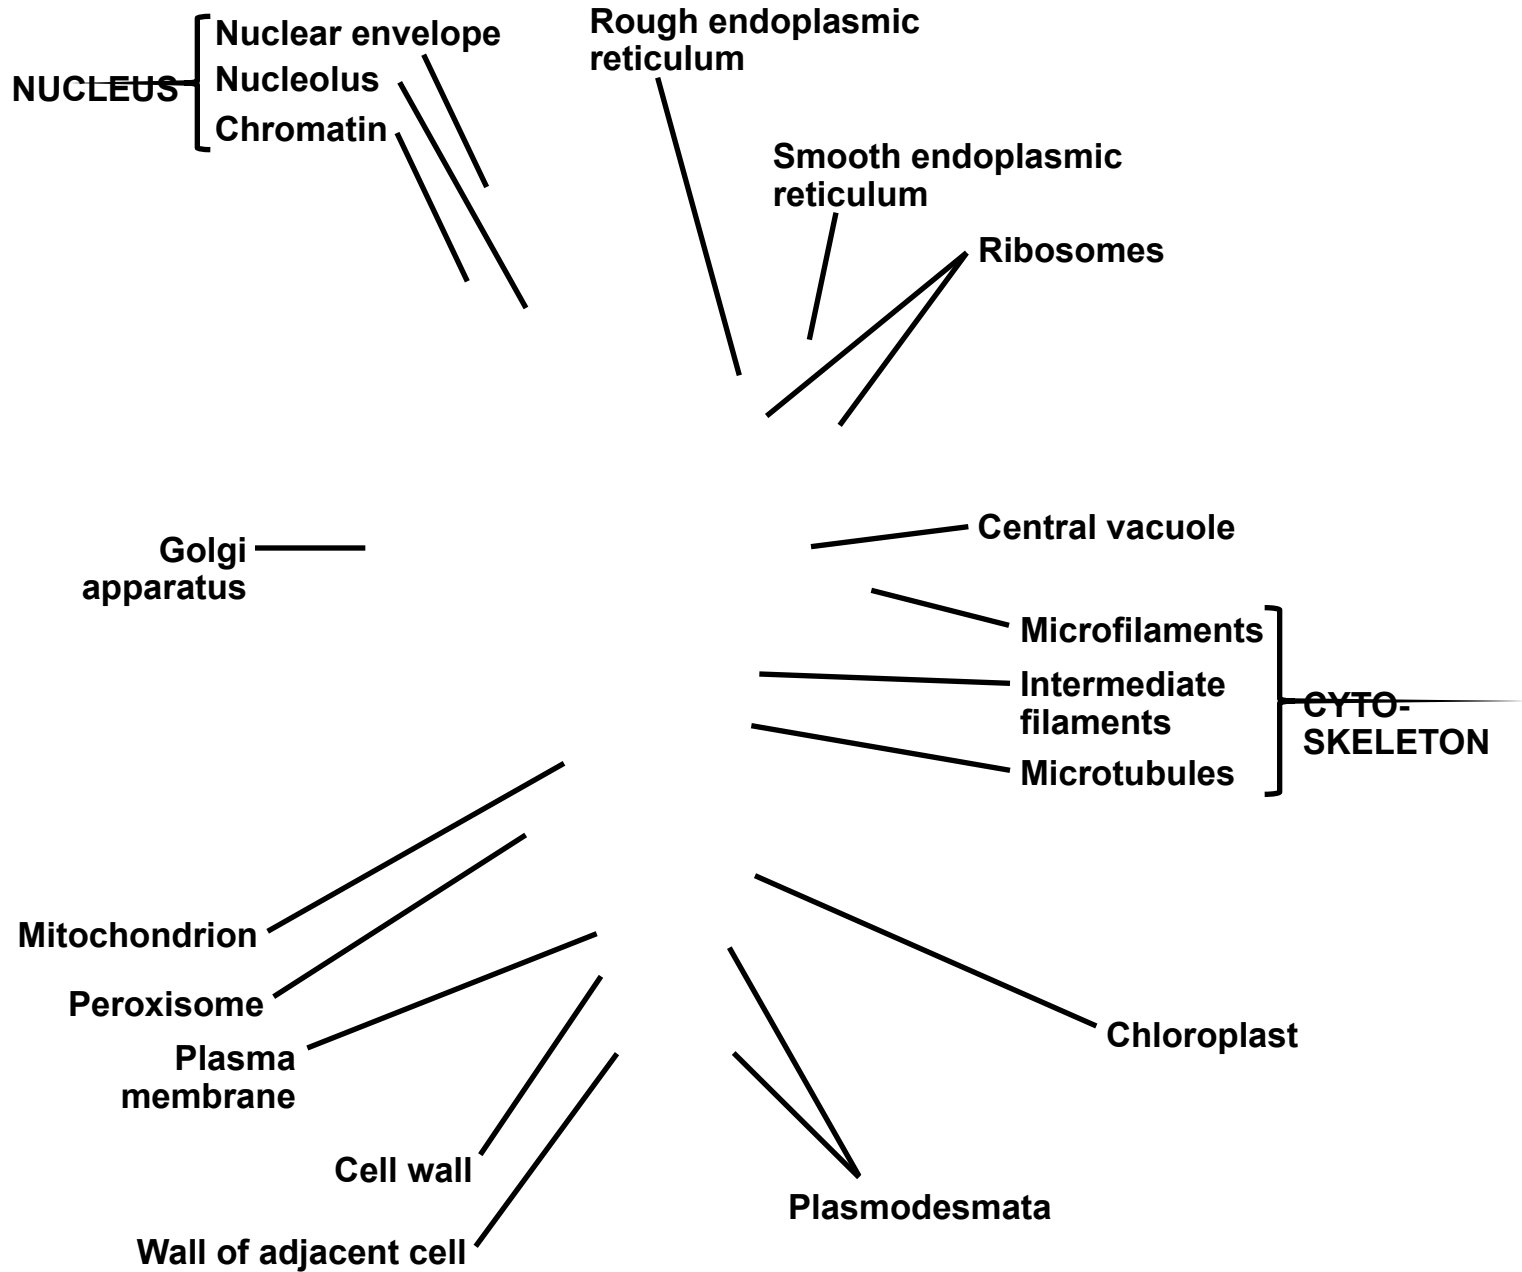 NUCLEUS
Nuclear envelope
Nucleolus
Chromatin
Rough endoplasmic
reticulum
Smooth endoplasmic
reticulum
Ribosomes
Golgi
apparatus
Central vacuole
Microfilaments
Intermediate
filaments
Microtubules
CYTO-
SKELETON
Mitochondrion
Peroxisome
Plasma
membrane
Chloroplast
Cell wall
Plasmodesmata
Wall of adjacent cell